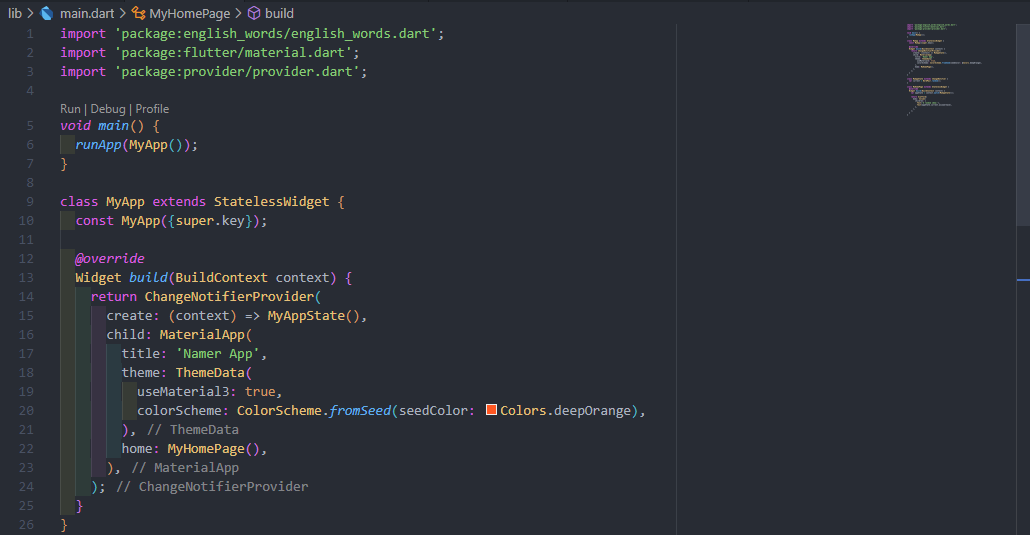 lib > main.dart > MyHomePage > build
1 import 'package:english_words/english_words.dart';
2 import 'package:flutter/material.dart';
3 import 'package:provider/provider.dart';
4
Run | Debug | Profile
5 void main() {
6   runApp(MyApp());
7 }
8
9 class MyApp extends StatelessWidget {
10   const MyApp({super.key});
11
12   @override
13   Widget build(BuildContext context) {
14     return ChangeNotifierProvider(
15       create: (context) => MyAppState(),
16       child: MaterialApp(
17         title: 'Namer App',
18         theme: ThemeData(
19           useMaterial3: true,
20           colorScheme: ColorScheme.fromSeed(seedColor: Colors.deepOrange),
21         ), // ThemeData
22         home: MyHomePage(),
23       ), // MaterialApp
24     ); // ChangeNotifierProvider
25   }
26 }